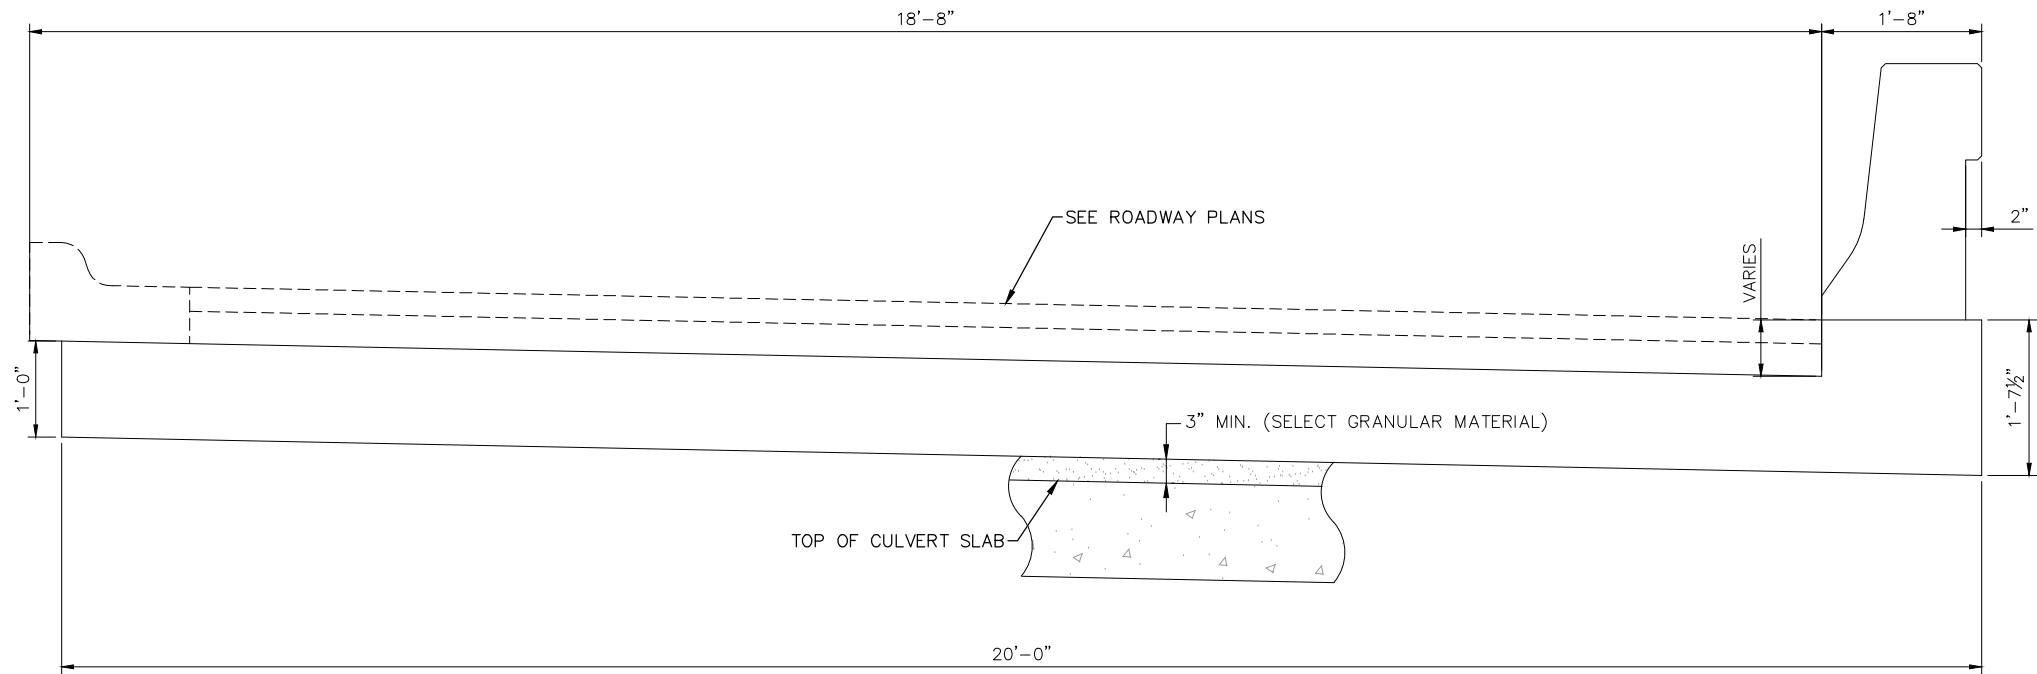 18'-8"
1'-8"
SEE ROADWAY PLANS
2"
VARIES
1'-0"
1'-7½"
3" MIN. (SELECT GRANULAR MATERIAL)
TOP OF CULVERT SLAB
20'-0"